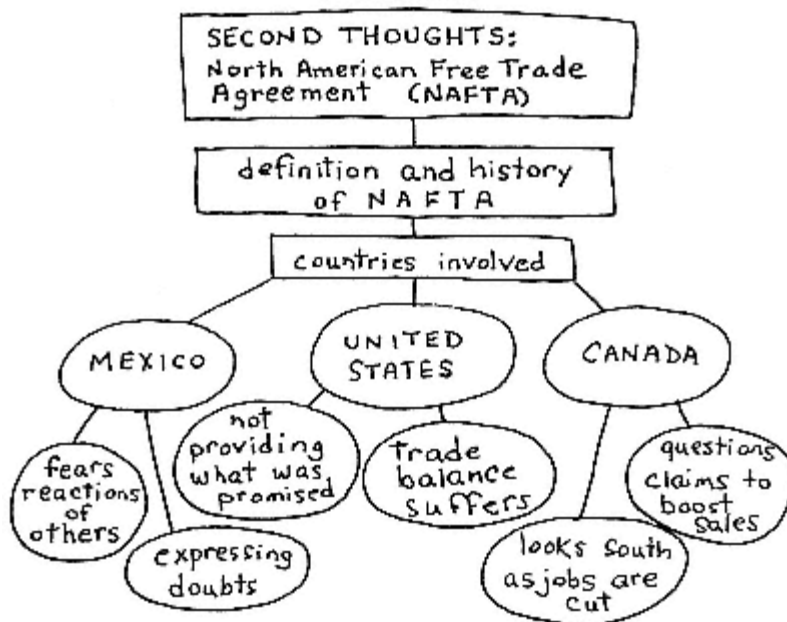 SECOND THOUGHTS:
North American Free Trade
Agreement (NAFTA)
definition and history
of NAFTA
countries involved
MEXICO
UNITED
STATES
CANADA
fears
reactions
of
others
expressing
doubts
not
providing
what was
promised
trade
balance
suffers
looks south
as jobs are
cut
questions
claims to
boost
sales